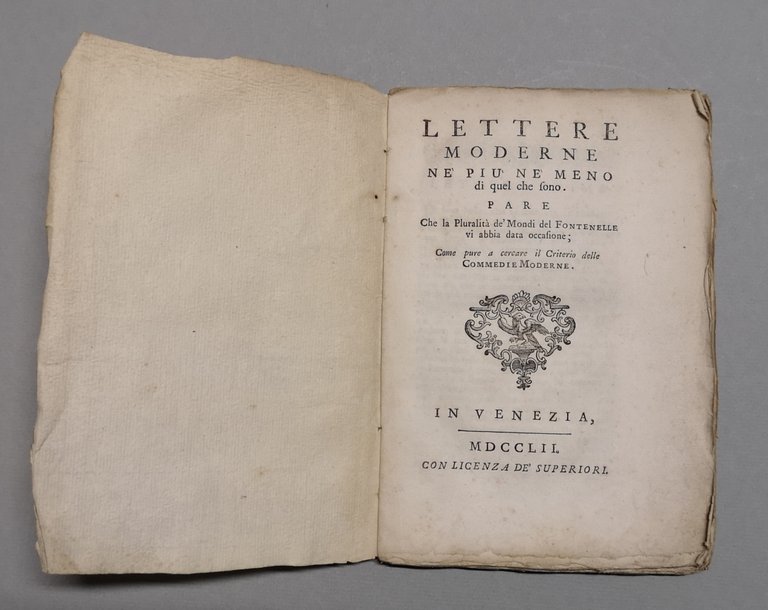 LETTERE
MODERNE
NE' PIU' NE' MENO
di quel che ſono.
PARE
Che la Pluralità de' Mondi del FONTENELLE
vi abbia data occaſione;
Come pure a cercare il Criterio delle
COMMEDIE MODERNE.
IN VENEZIA,
MDCCLII.
CON LICENZA DE' SUPERIORI.